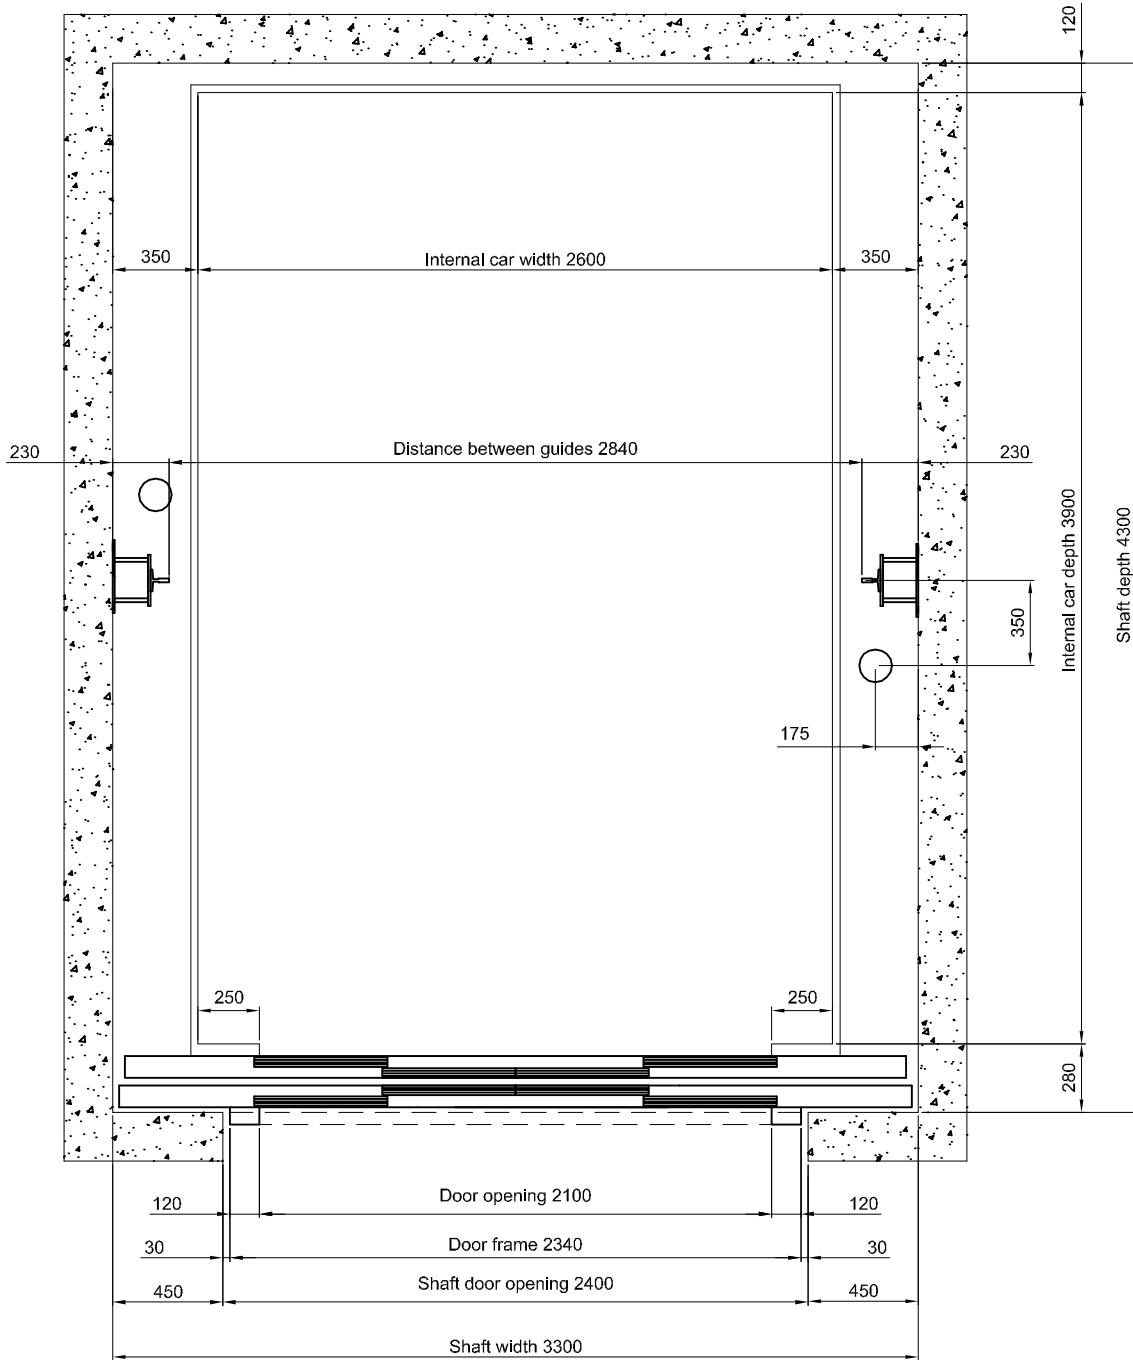 120
350
Internal car width 2600
350
230
Distance between guides 2840
230
Internal car depth 3900
Shaft depth 4300
350
175
250
250
280
120
Door opening 2100
120
30
Door frame 2340
30
450
Shaft door opening 2400
450
Shaft width 3300